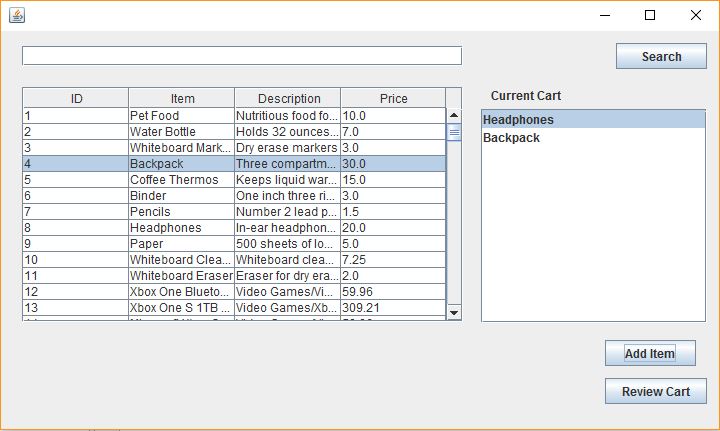 Search
Current Cart
ID Item Description Price
1 Pet Food Nutritious food fo... 10.0
2 Water Bottle Holds 32 ounces... 7.0
3 Whiteboard Mark... Dry erase markers 3.0
4 Backpack Three compartm... 30.0
5 Coffee Thermos Keeps liquid war... 15.0
6 Binder One inch three ri... 3.0
7 Pencils Number 2 lead p... 1.5
8 Headphones In-ear headphon... 20.0
9 Paper 500 sheets of lo... 5.0
10 Whiteboard Clea... Whiteboard clea... 7.25
11 Whiteboard Eraser Eraser for dry era... 2.0
12 Xbox One Blueto... Video Games/Vi... 59.96
13 Xbox One S 1TB ... Video Games/Xb... 309.21
Headphones
Backpack
Add Item
Review Cart